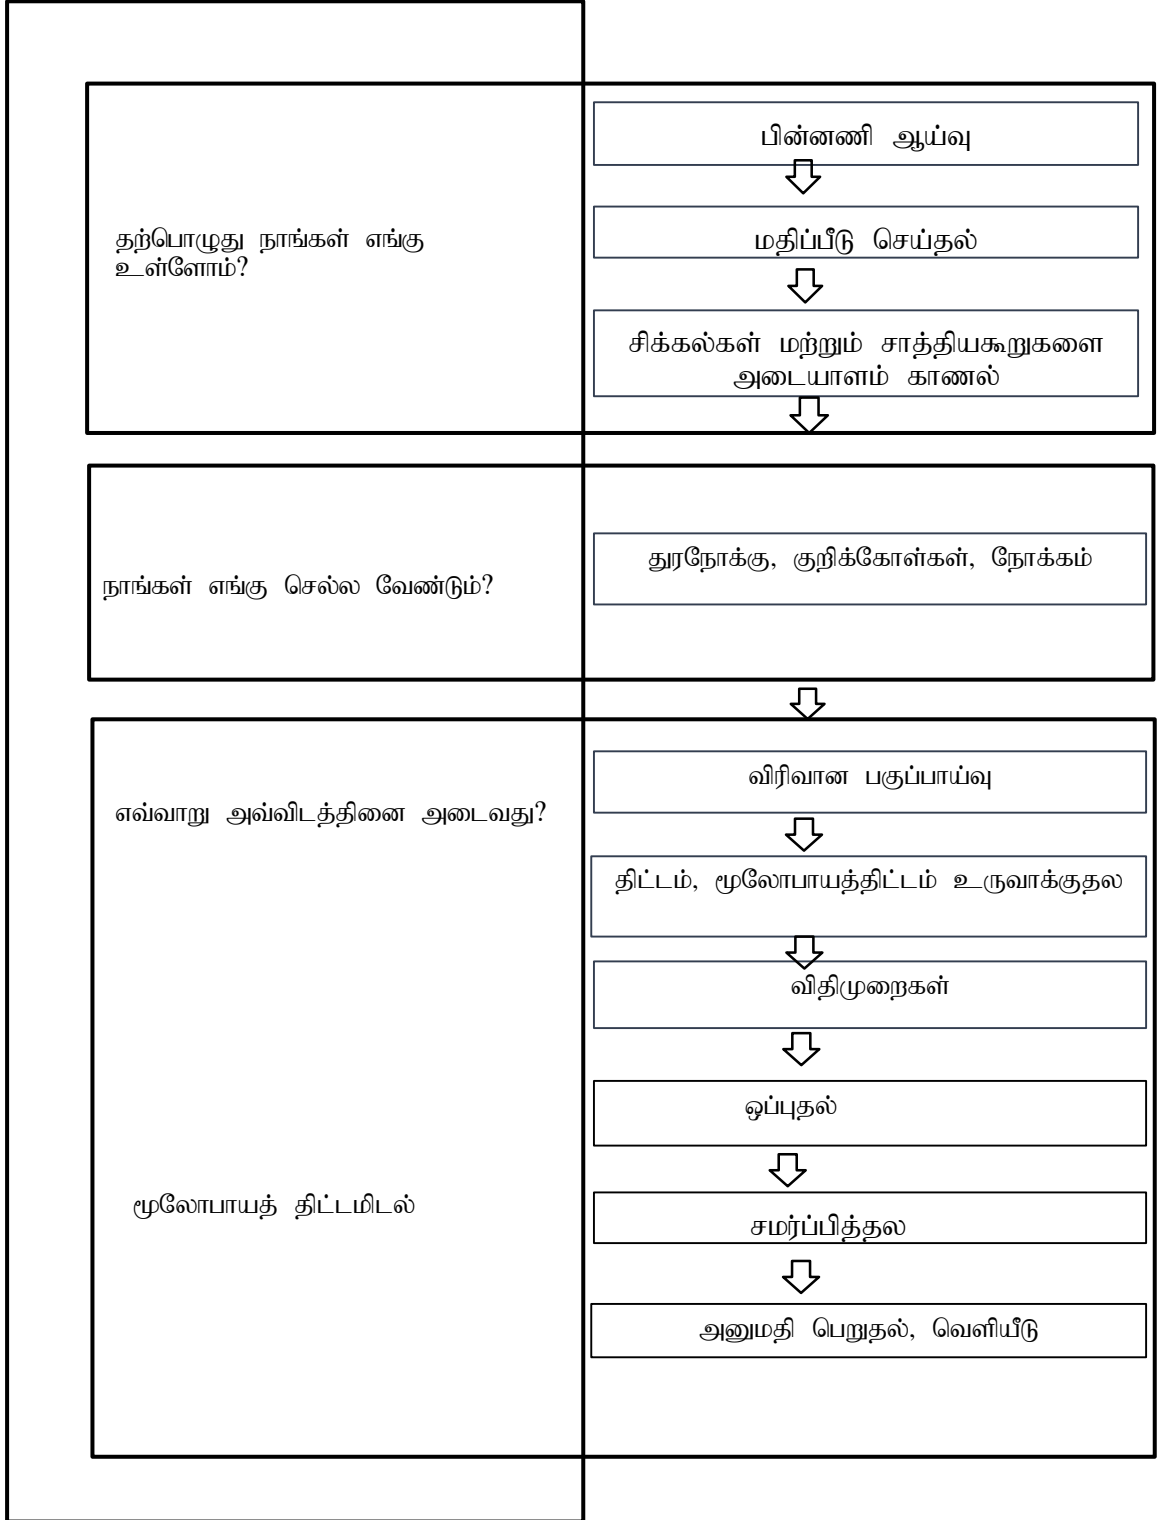 பின்னணி ஆய்வு
மதிப்பீடு செய்தல்
தற்பொழுது நாங்கள் எங்கு
உள்ளோம்?
சிக்கல்கள் மற்றும் சாத்தியகூறுகளை
அடையாளம் காணல்
துரநோக்கு, குறிக்கோள்கள், நோக்கம்
நாங்கள் எங்கு செல்ல வேண்டும்?
விரிவான பகுப்பாய்வு
எவ்வாறு அவ்விடத்தினை அடைவது?
திட்டம், மூலோபாயத்திட்டம் உருவாக்குதல
விதிமுறைகள்
ஒப்புதல்
மூலோபாயத் திட்டமிடல்
சமர்ப்பித்தல
அனுமதி பெறுதல், வெளியீடு